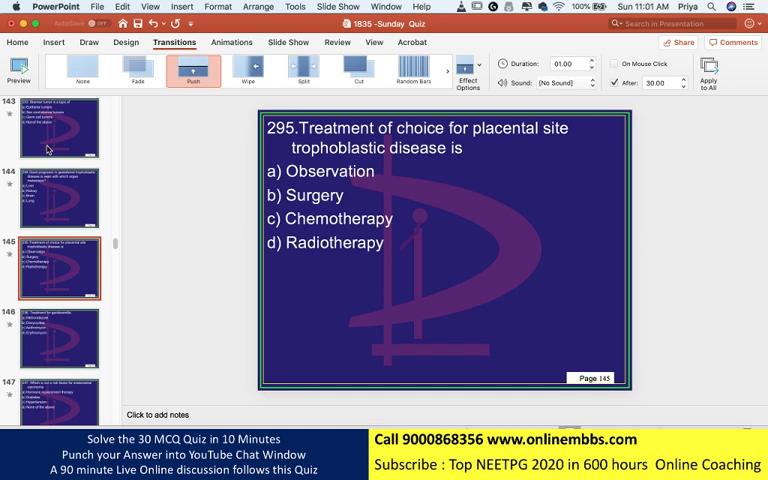 PowerPoint File Edit View Insert Format Arrange Tools Slide Show Window Help 100% Sun 11:01 AM Priya
AutoSave OFF 1835 -Sunday Quiz Search in Presentation
Home Insert Draw Design Transitions Animations Slide Show Review View Acrobat Share Comments
Preview None Fade Push Wipe Split Cut Random Bars Effect Options Duration: 01.00 On Mouse Click Apply To All
Sound: [No Sound] After: 30.00
143
144
145
146
147
295.Treatment of choice for placental site
trophoblastic disease is
a) Observation
b) Surgery
c) Chemotherapy
d) Radiotherapy
Page 145
Click to add notes
Solve the 30 MCQ Quiz in 10 Minutes
Punch your Answer into YouTube Chat Window
A 90 minute Live Online discussion follows this Quiz
Call 9000868356 www.onlinembbs.com
Subscribe : Top NEETPG 2020 in 600 hours Online Coaching